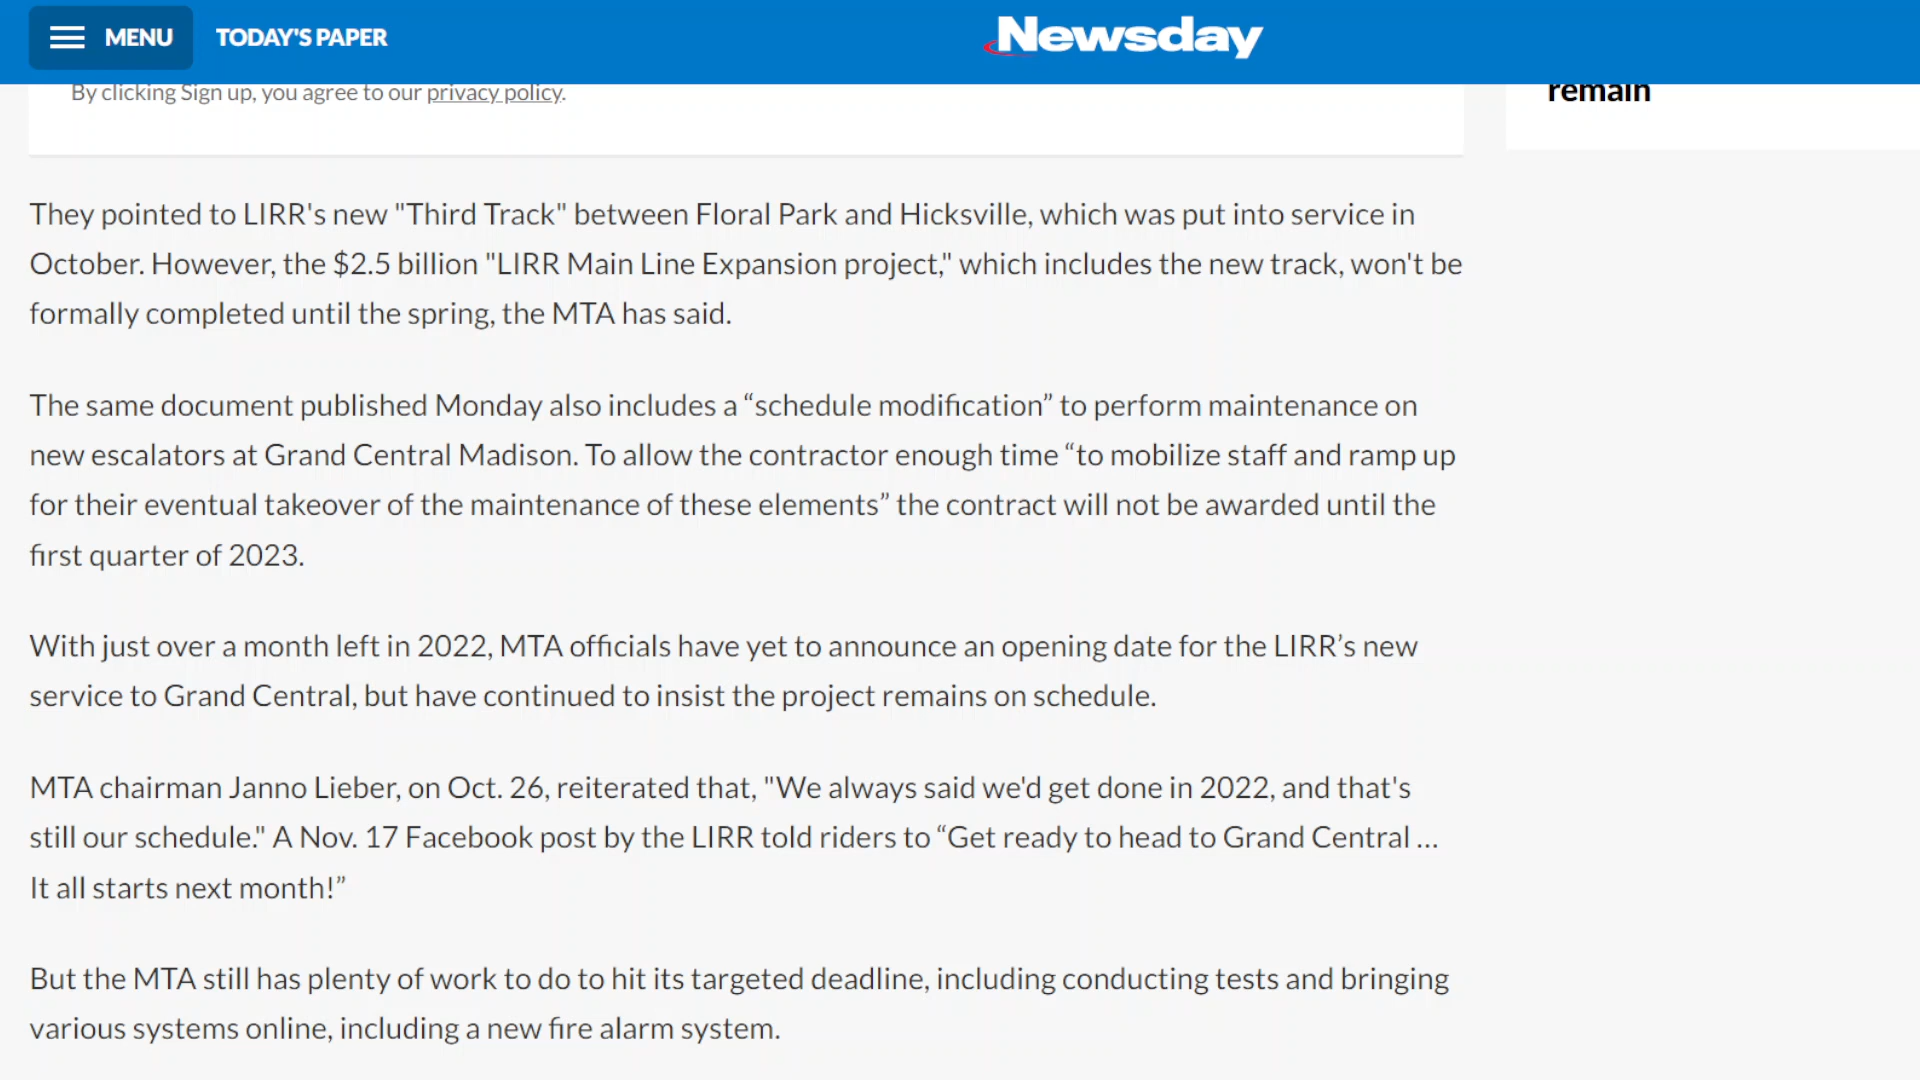 MENU
TODAY'S PAPER
Newsday
By clicking Sign up, you agree to our privacy policy.
remain
They pointed to LIRR's new "Third Track" between Floral Park and Hicksville, which was put into service in
October. However, the $2.5 billion "LIRR Main Line Expansion project," which includes the new track, won't be
formally completed until the spring, the MTA has said.
The same document published Monday also includes a “schedule modification” to perform maintenance on
new escalators at Grand Central Madison. To allow the contractor enough time “to mobilize staff and ramp up
for their eventual takeover of the maintenance of these elements” the contract will not be awarded until the
first quarter of 2023.
With just over a month left in 2022, MTA officials have yet to announce an opening date for the LIRR’s new
service to Grand Central, but have continued to insist the project remains on schedule.
MTA chairman Janno Lieber, on Oct. 26, reiterated that, "We always said we'd get done in 2022, and that's
still our schedule." A Nov. 17 Facebook post by the LIRR told riders to “Get ready to head to Grand Central ...
It all starts next month!”
But the MTA still has plenty of work to do to hit its targeted deadline, including conducting tests and bringing
various systems online, including a new fire alarm system.